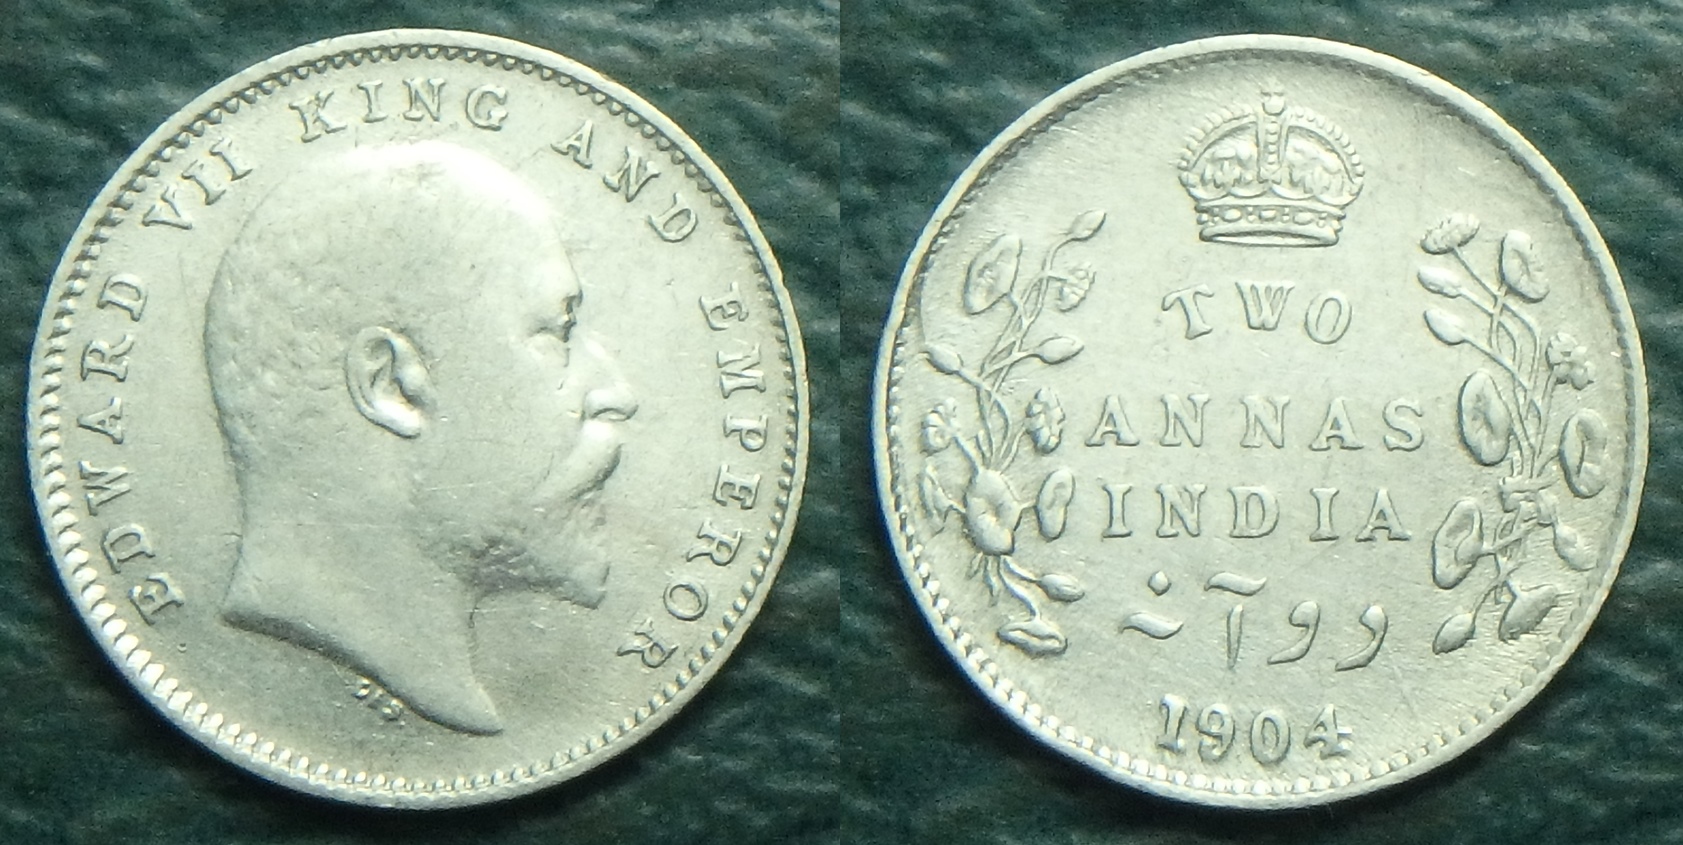 EDWARD VII KING AND EMPEROR
TWO
ANNAS
INDIA
دو آنہ
1904